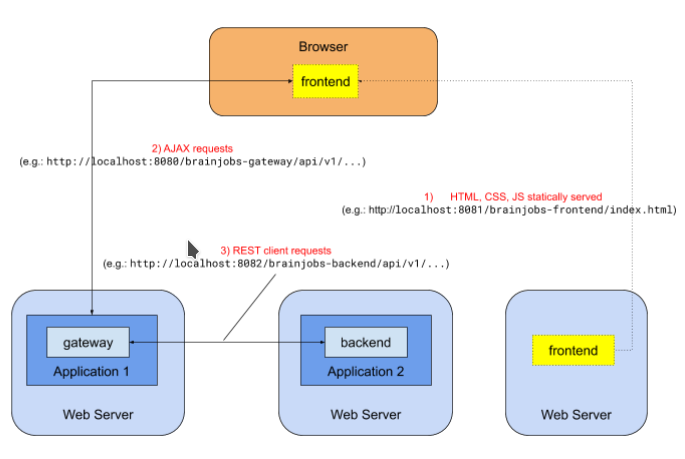 Browser
frontend
2) AJAX requests
(e.g.: http://localhost:8080/brainjobs-gateway/api/v1/...)
1) HTML, CSS, JS statically served
(e.g.: http://localhost:8081/brainjobs-frontend/index.html)
3) REST client requests
(e.g.: http://localhost:8082/brainjobs-backend/api/v1/...)
gateway
Application 1
Web Server
backend
Application 2
Web Server
frontend
Web Server